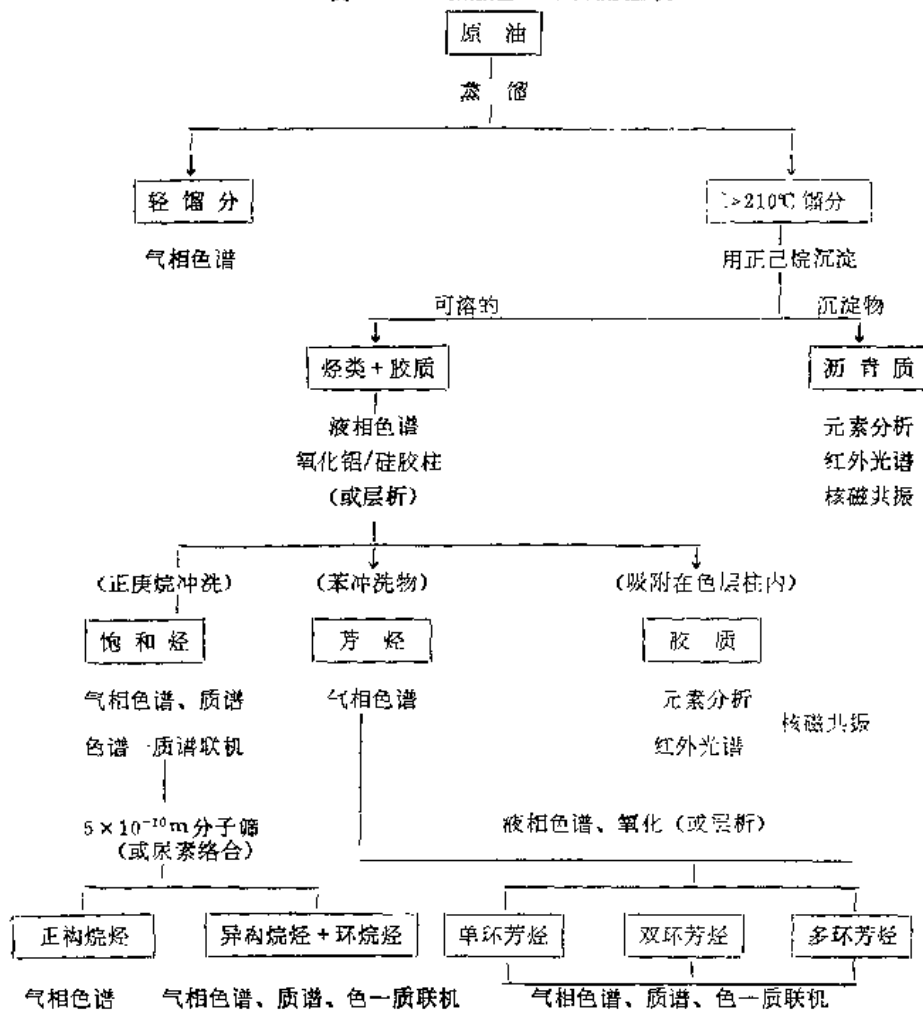 原 油
蒸 馏
轻 馏 分
>210℃ 馏分
气相色谱
用正己烷沉淀
可溶的
沉淀物
烃类+胶质
沥 青 质
液相色谱
氧化铝/硅胶柱
(或层析)
元素分析
红外光谱
核磁共振
(正庚烷冲洗)
(苯冲洗物)
(吸附在色层柱内)
饱 和 烃
芳 烃
胶 质
气相色谱、质谱
色谱—质谱联机
气相色谱
元素分析
红外光谱
核磁共振
5×10⁻¹⁰m分子筛
(或尿素络合)
液相色谱、氧化(或层析)
正构烷烃
异构烷烃+环烷烃
单环芳烃
双环芳烃
多环芳烃
气相色谱
气相色谱、质谱、色—质联机
气相色谱、质谱、色—质联机